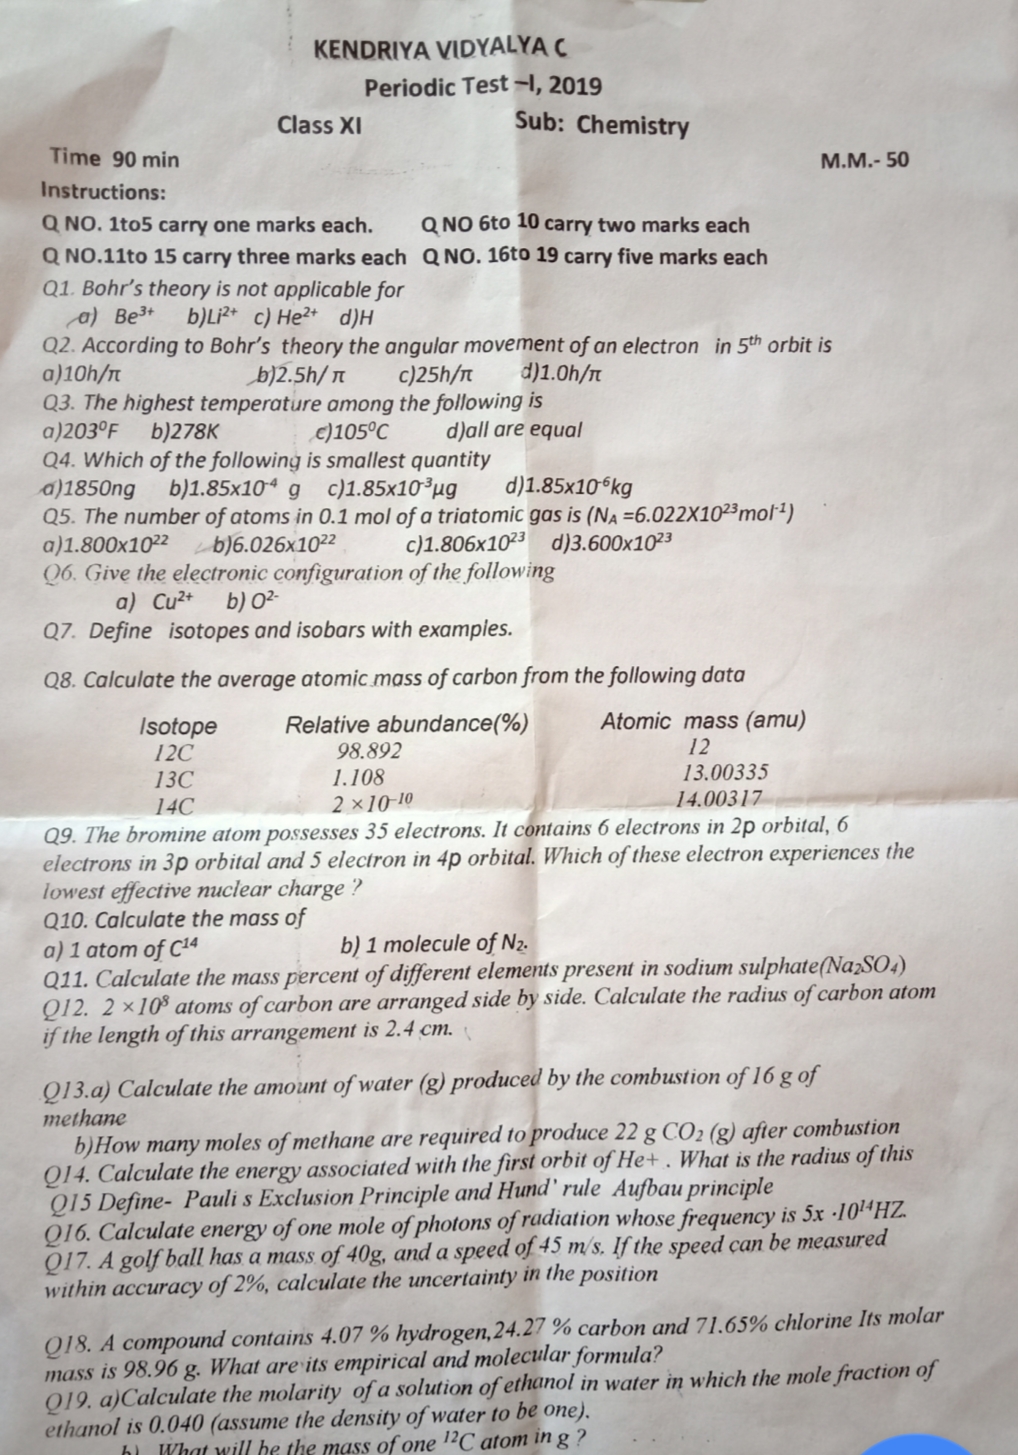 KENDRIYA VIDYALYA C
Periodic Test –I, 2019
Class XI Sub: Chemistry
Time 90 min M.M.- 50
Instructions:
Q NO. 1to5 carry one marks each. Q NO 6to 10 carry two marks each
Q NO.11to 15 carry three marks each Q NO. 16to 19 carry five marks each
Q1. Bohr's theory is not applicable for
a) Be³⁺ b)Li²⁺ c) He²⁺ d)H
Q2. According to Bohr's theory the angular movement of an electron in 5ᵗʰ orbit is
a)10h/π b)2.5h/ π c)25h/π d)1.0h/π
Q3. The highest temperature among the following is
a)203⁰F b)278K c)105⁰C d)all are equal
Q4. Which of the following is smallest quantity
a)1850ng b)1.85x10⁻⁴ g c)1.85x10⁻³μg d)1.85x10⁻⁶kg
Q5. The number of atoms in 0.1 mol of a triatomic gas is (N_A =6.022X10²³mol⁻¹)
a)1.800x10²² b)6.026x10²² c)1.806x10²³ d)3.600x10²³
Q6. Give the electronic configuration of the following
a) Cu²⁺ b) O²⁻
Q7. Define isotopes and isobars with examples.
Q8. Calculate the average atomic mass of carbon from the following data
Isotope Relative abundance(%) Atomic mass (amu)
12C 98.892 12
13C 1.108 13.00335
14C 2 ×10⁻¹⁰ 14.00317
Q9. The bromine atom possesses 35 electrons. It contains 6 electrons in 2p orbital, 6
electrons in 3p orbital and 5 electron in 4p orbital. Which of these electron experiences the
lowest effective nuclear charge ?
Q10. Calculate the mass of
a) 1 atom of C¹⁴ b) 1 molecule of N₂.
Q11. Calculate the mass percent of different elements present in sodium sulphate(Na₂SO₄)
Q12. 2 ×10⁸ atoms of carbon are arranged side by side. Calculate the radius of carbon atom
if the length of this arrangement is 2.4 cm.
Q13.a) Calculate the amount of water (g) produced by the combustion of 16 g of
methane
b)How many moles of methane are required to produce 22 g CO₂ (g) after combustion
Q14. Calculate the energy associated with the first orbit of He+ . What is the radius of this
Q15 Define- Pauli s Exclusion Principle and Hund' rule Aufbau principle
Q16. Calculate energy of one mole of photons of radiation whose frequency is 5x ·10¹⁴HZ.
Q17. A golf ball has a mass of 40g, and a speed of 45 m/s. If the speed can be measured
within accuracy of 2%, calculate the uncertainty in the position
Q18. A compound contains 4.07 % hydrogen,24.27 % carbon and 71.65% chlorine Its molar
mass is 98.96 g. What are its empirical and molecular formula?
Q19. a)Calculate the molarity of a solution of ethanol in water in which the mole fraction of
ethanol is 0.040 (assume the density of water to be one).
b) What will be the mass of one ¹²C atom in g ?